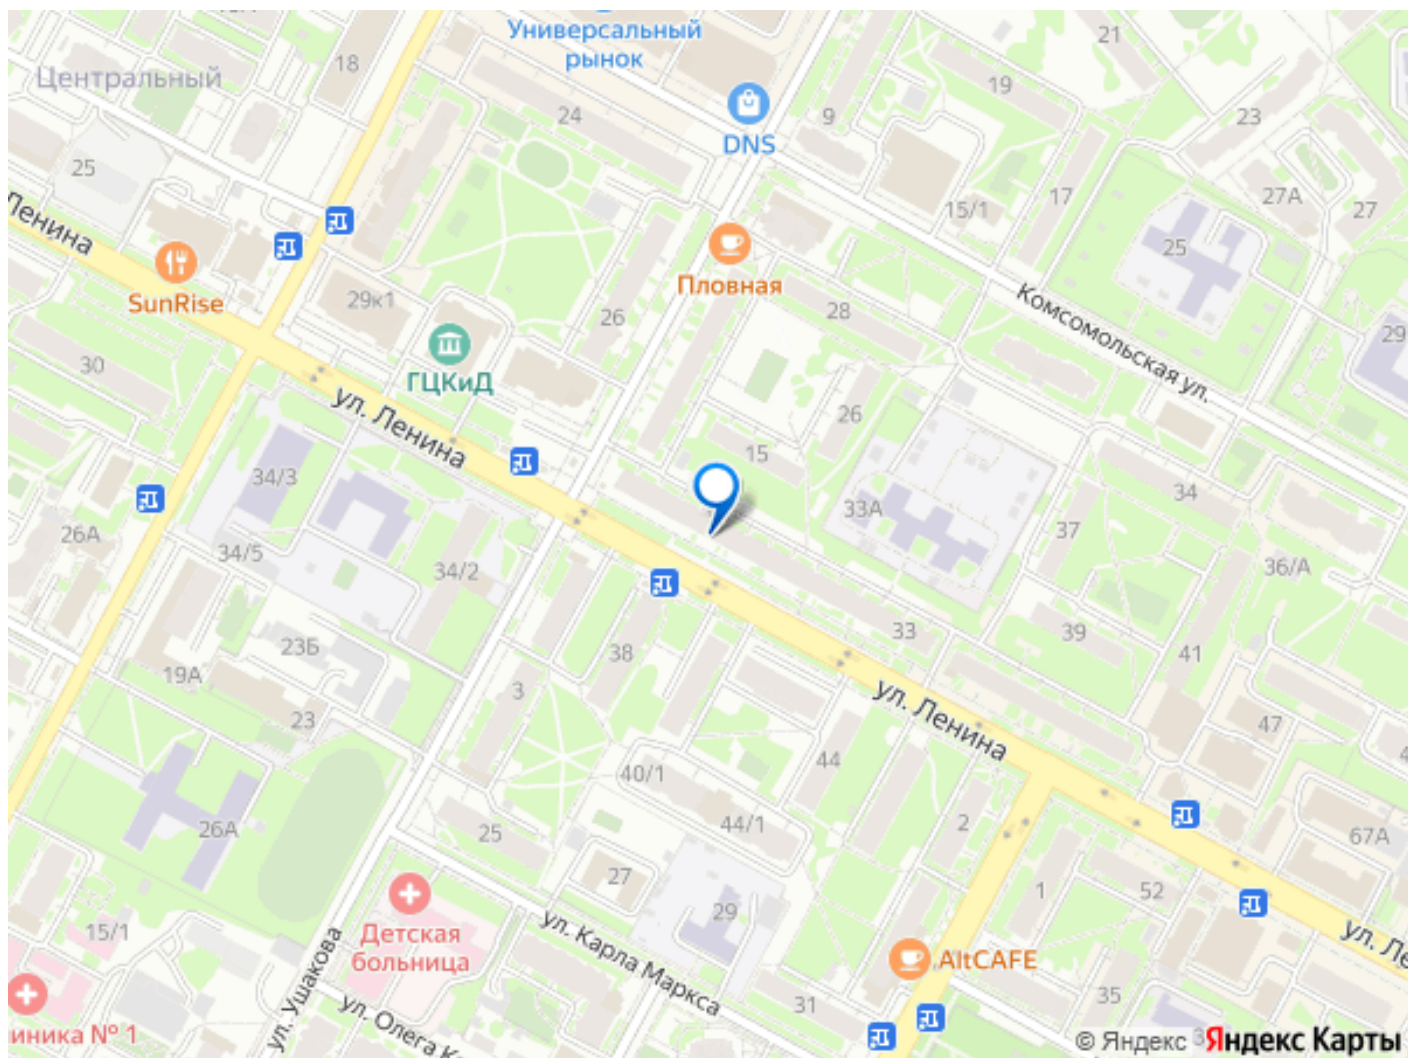 Универсальный
рынок
21
18
Центральный
19
24
9
23
DNS
25
17
27А
27
15/1
Ленина
25
SunRise
29к1
Пловная
28
26
Комсомольская ул.
29
30
ГЦКиД
ул. Ленина
26
15
34/3
34
33А
37
26А
34/5
34/2
36/А
33
39
23Б
38
41
19А
3
ул. Ленина
23
47
40/1
44
26А
25
44/1
2
67А
27
1
52
29
15/1
Детская
больница
ул. Карла Маркса
ул. Ушакова
AltCAFE
ул. Ле
35
31
иника № 1
ул. Олега К
© Яндекс
Яндекс Карты